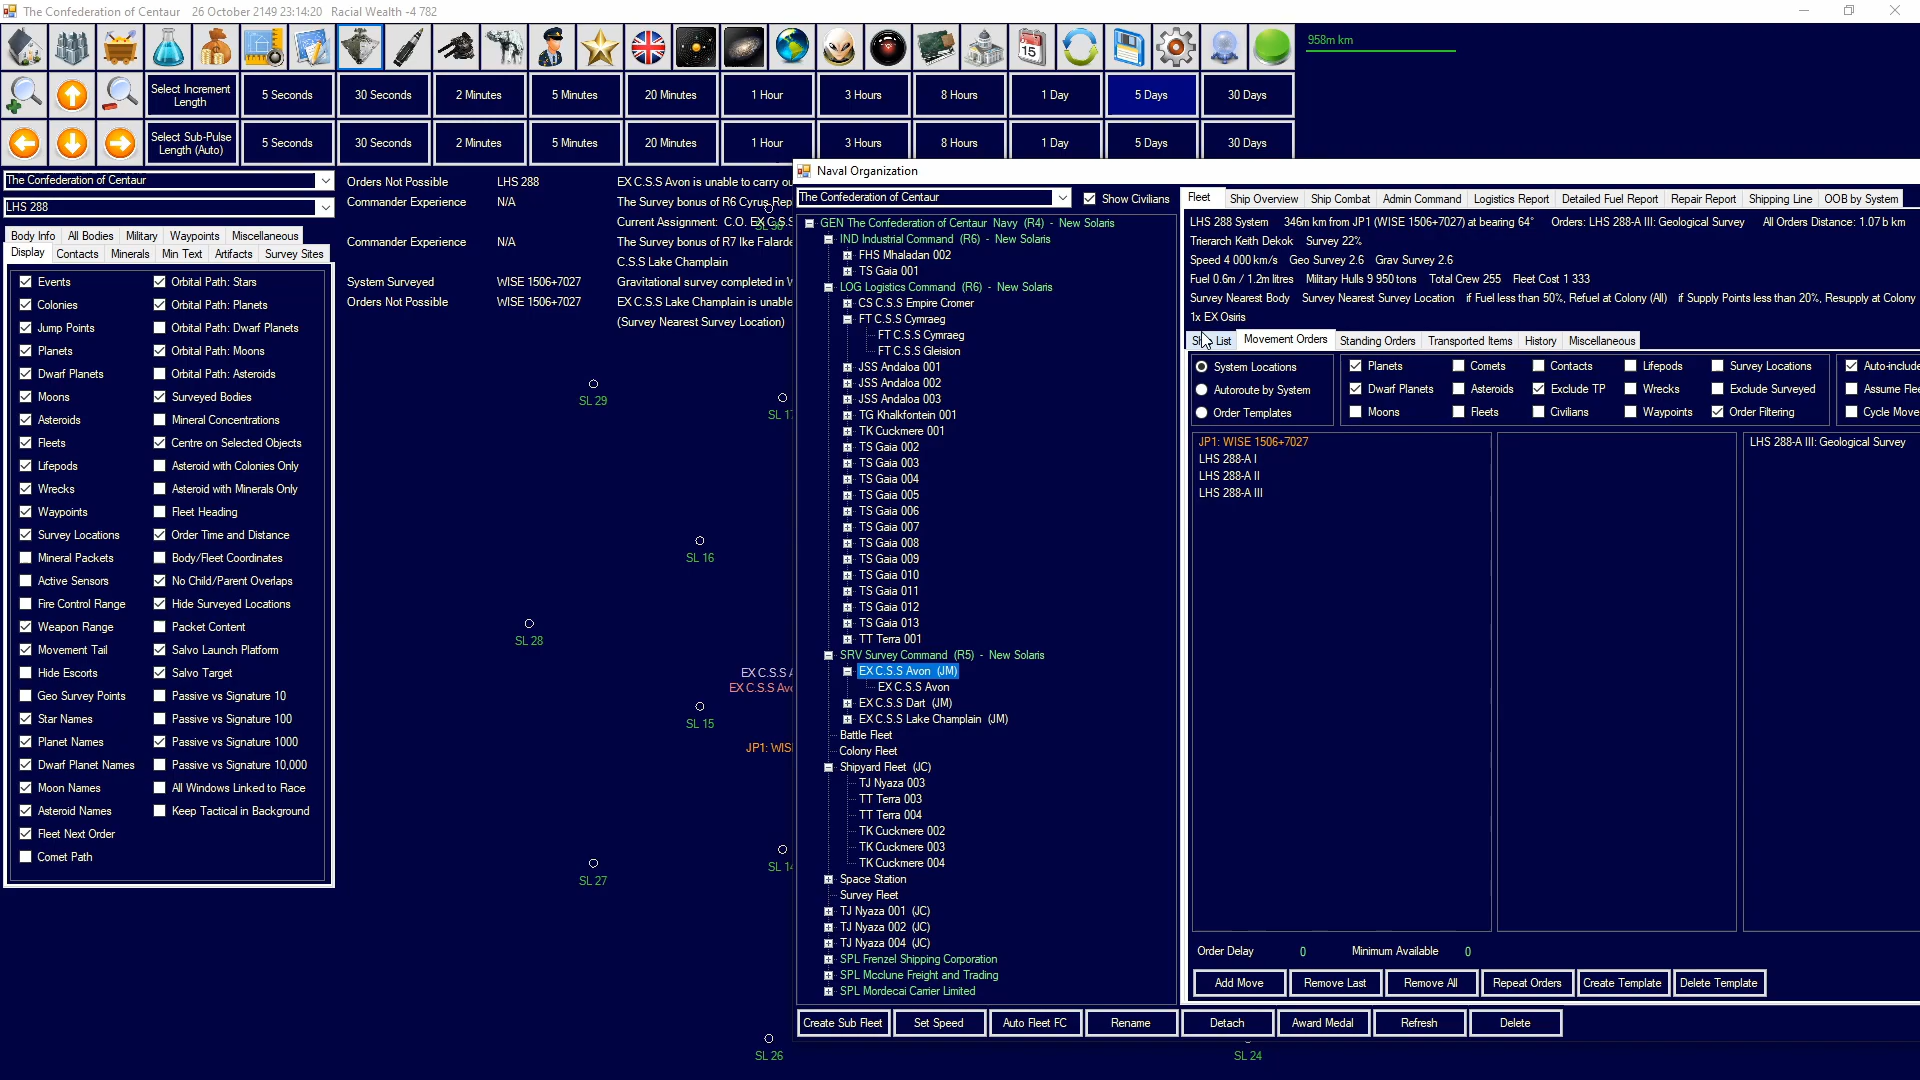 The Confederation of Centaur    26 October 2149 23:14:20    Racial Wealth -4 782
958m km
Select Increment Length
5 Seconds
30 Seconds
2 Minutes
5 Minutes
20 Minutes
1 Hour
3 Hours
8 Hours
1 Day
5 Days
30 Days
Select Sub-Pulse Length (Auto)
5 Seconds
30 Seconds
2 Minutes
5 Minutes
20 Minutes
1 Hour
3 Hours
8 Hours
1 Day
5 Days
30 Days
The Confederation of Centaur
LHS 288
Body Info  All Bodies  Military  Waypoints  Miscellaneous
Display  Contacts  Minerals  Min Text  Artifacts  Survey Sites
Events  Orbital Path: Stars
Colonies  Orbital Path: Planets
Jump Points  Orbital Path: Dwarf Planets
Planets  Orbital Path: Moons
Dwarf Planets  Orbital Path: Asteroids
Moons  Surveyed Bodies
Asteroids  Mineral Concentrations
Fleets  Centre on Selected Objects
Lifepods  Asteroid with Colonies Only
Wrecks  Asteroid with Minerals Only
Waypoints  Fleet Heading
Survey Locations  Order Time and Distance
Mineral Packets  Body/Fleet Coordinates
Active Sensors  No Child/Parent Overlaps
Fire Control Range  Hide Surveyed Locations
Weapon Range  Packet Content
Movement Tail  Salvo Launch Platform
Hide Escorts  Salvo Target
Geo Survey Points  Passive vs Signature 10
Star Names  Passive vs Signature 100
Planet Names  Passive vs Signature 1000
Dwarf Planet Names  Passive vs Signature 10,000
Moon Names  All Windows Linked to Race
Asteroid Names  Keep Tactical in Background
Fleet Next Order
Comet Path
Orders Not Possible  LHS 288  EX C.S.S Avon is unable to carry ou
Commander Experience  N/A  The Survey bonus of R6 Cyrus Rep
Current Assignment: C.O. EX C.S.S
Commander Experience  N/A  The Survey bonus of R7 Ike Falarde
C.S.S Lake Champlain
System Surveyed  WISE 1506+7027  Gravitational survey completed in W
Orders Not Possible  WISE 1506+7027  EX C.S.S Lake Champlain is unable
(Survey Nearest Survey Location)
SL 30
SL 29
SL 17
SL 16
SL 28
EX C.S.S A
EX C.S.S Avo
SL 15
JP1: WIS
SL 14
SL 27
SL 26
SL 24
Naval Organization
The Confederation of Centaur
Show Civilians
GEN The Confederation of Centaur Navy (R4) - New Solaris
IND Industrial Command (R6) - New Solaris
FHS Mhaladan 002
TS Gaia 001
LOG Logistics Command (R6) - New Solaris
CS C.S.S Empire Cromer
FT C.S.S Cymraeg
FT C.S.S Cymraeg
FT C.S.S Gleision
JSS Andaloa 001
JSS Andaloa 002
JSS Andaloa 003
TG Khalkfontein 001
TK Cuckmere 001
TS Gaia 002
TS Gaia 003
TS Gaia 004
TS Gaia 005
TS Gaia 006
TS Gaia 007
TS Gaia 008
TS Gaia 009
TS Gaia 010
TS Gaia 011
TS Gaia 012
TS Gaia 013
TT Terra 001
SRV Survey Command (R5) - New Solaris
EX C.S.S Avon (JM)
EX C.S.S Avon
EX C.S.S Dart (JM)
EX C.S.S Lake Champlain (JM)
Battle Fleet
Colony Fleet
Shipyard Fleet (JC)
TJ Nyaza 003
TT Terra 003
TT Terra 004
TK Cuckmere 002
TK Cuckmere 003
TK Cuckmere 004
Space Station
Survey Fleet
TJ Nyaza 001 (JC)
TJ Nyaza 002 (JC)
TJ Nyaza 004 (JC)
SPL Frenzel Shipping Corporation
SPL Mcclune Freight and Trading
SPL Mordecai Carrier Limited
Fleet  Ship Overview  Ship Combat  Admin Command  Logistics Report  Detailed Fuel Report  Repair Report  Shipping Line  OOB by System
LHS 288 System  346m km from JP1 (WISE 1506+7027) at bearing 64°  Orders: LHS 288-A III: Geological Survey  All Orders Distance: 1.07 b km
Trierarch Keith Dekok  Survey 22%
Speed 4 000 km/s  Geo Survey 2.6  Grav Survey 2.6
Fuel 0.6m / 1.2m litres  Military Hulls 9 950 tons  Total Crew 255  Fleet Cost 1 333
Survey Nearest Body  Survey Nearest Survey Location  if Fuel less than 50%, Refuel at Colony (All)  if Supply Points less than 20%, Resupply at Colony
1x EX Osiris
List  Movement Orders  Standing Orders  Transported Items  History  Miscellaneous
System Locations  Planets  Comets  Contacts  Lifepods  Survey Locations  Auto-include
Autoroute by System  Dwarf Planets  Asteroids  Exclude TP  Wrecks  Exclude Surveyed  Assume Flee
Order Templates  Moons  Fleets  Civilians  Waypoints  Order Filtering  Cycle Move
JP1: WISE 1506+7027
LHS 288-A I
LHS 288-A II
LHS 288-A III
LHS 288-A III: Geological Survey
Order Delay  0  Minimum Available  0
Add Move  Remove Last  Remove All  Repeat Orders  Create Template  Delete Template
Create Sub Fleet  Set Speed  Auto Fleet FC  Rename  Detach  Award Medal  Refresh  Delete